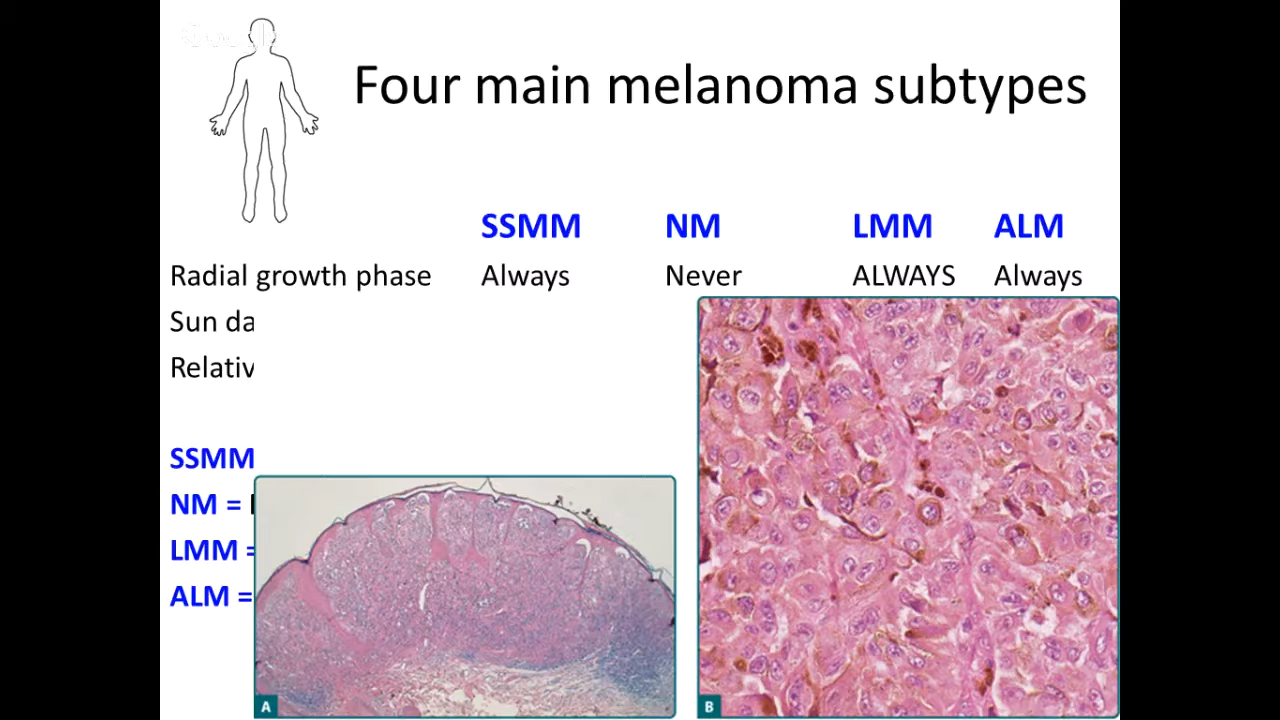 Four main melanoma subtypes
SSMM NM LMM ALM
Radial growth phase Always Never ALWAYS Always
Sun da
Relativ
SSMM
NM =
LMM =
ALM =
A
B